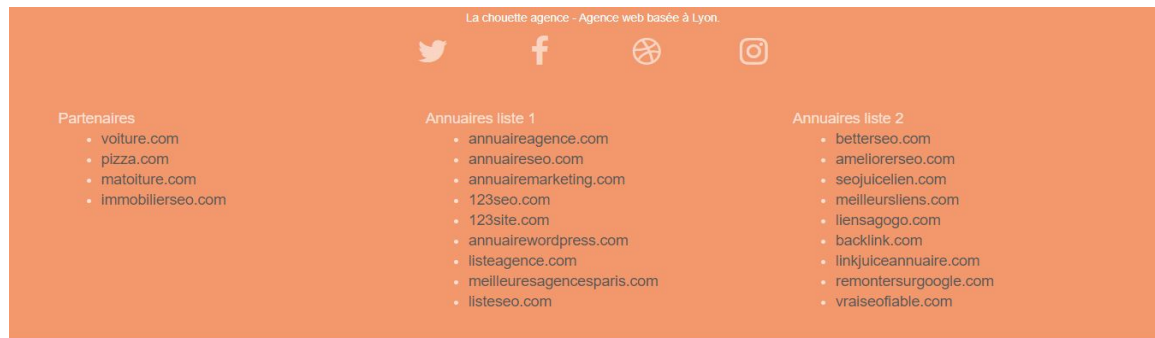 La chouette agence - Agence web basée à Lyon.
Partenaires
voiture.com
pizza.com
matoiture.com
immobilierseo.com
Annuaires liste 1
annuaireagence.com
annuaireseo.com
annuairemarketing.com
123seo.com
123site.com
annuairewordpress.com
listeagence.com
meilleuresagencesparis.com
listeseo.com
Annuaires liste 2
betterseo.com
ameliorerseo.com
seojuicelien.com
meilleursliens.com
liensagogo.com
backlink.com
linkjuiceannuaire.com
remontersurgoogle.com
vraiseofiable.com